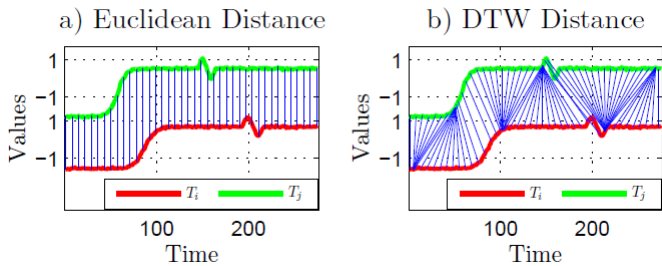 a) Euclidean Distance
b) DTW Distance
Values
1
−1
1
−1
T_i
T_j
100
200
Time
Values
1
−1
1
−1
T_i
T_j
100
200
Time